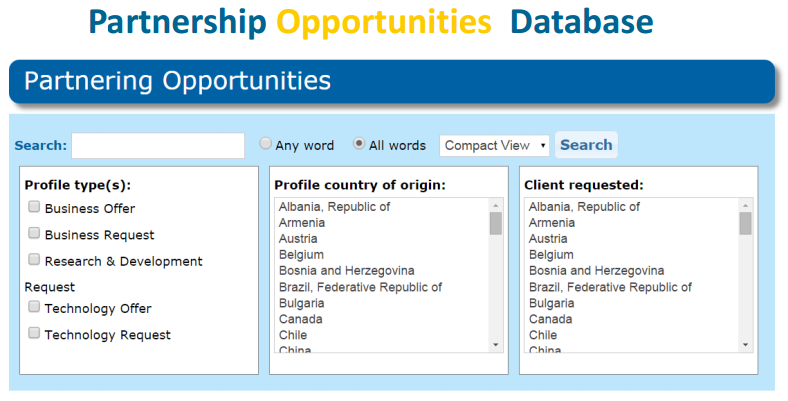 Partnership Opportunities Database
Partnering Opportunities
Search: Any word All words Compact View Search
Profile type(s):
Business Offer
Business Request
Research & Development
Request
Technology Offer
Technology Request
Profile country of origin:
Albania, Republic of
Armenia
Austria
Belgium
Bosnia and Herzegovina
Brazil, Federative Republic of
Bulgaria
Canada
Chile
China
Client requested:
Albania, Republic of
Armenia
Austria
Belgium
Bosnia and Herzegovina
Brazil, Federative Republic of
Bulgaria
Canada
Chile
China